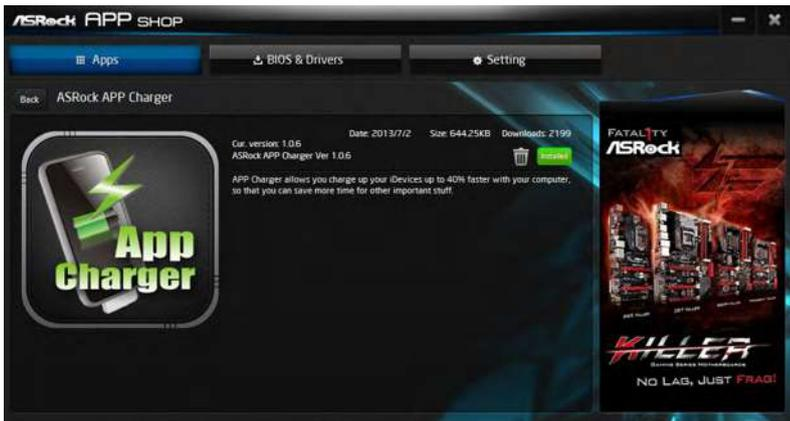 ASRock APP SHOP
Apps
BIOS & Drivers
Setting
Back
ASRock APP Charger
Date: 2013/7/2 Size: 644.25KB Downloads: 2199
Cur. version: 1.0.6
ASRock APP Charger Ver 1.0.6
Installed
APP Charger allows you charge up your iDevices up to 40% faster with your computer,
so that you can save more time for other important stuff.
App
Charger
FATAL1TY
ASRock
KILLER
GAMING SERIES MOTHERBOARDS
NO LAG, JUST FRAG!